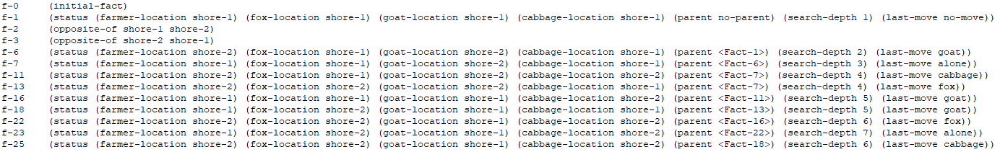 f-0     (initial-fact)
f-1     (status (farmer-location shore-1) (fox-location shore-1) (goat-location shore-1) (cabbage-location shore-1) (parent no-parent) (search-depth 1) (last-move no-move))
f-2     (opposite-of shore-1 shore-2)
f-3     (opposite-of shore-2 shore-1)
f-6     (status (farmer-location shore-2) (fox-location shore-1) (goat-location shore-2) (cabbage-location shore-1) (parent <Fact-1>) (search-depth 2) (last-move goat))
f-7     (status (farmer-location shore-1) (fox-location shore-1) (goat-location shore-2) (cabbage-location shore-1) (parent <Fact-6>) (search-depth 3) (last-move alone))
f-11    (status (farmer-location shore-2) (fox-location shore-1) (goat-location shore-2) (cabbage-location shore-2) (parent <Fact-7>) (search-depth 4) (last-move cabbage))
f-13    (status (farmer-location shore-2) (fox-location shore-2) (goat-location shore-2) (cabbage-location shore-1) (parent <Fact-7>) (search-depth 4) (last-move fox))
f-16    (status (farmer-location shore-1) (fox-location shore-1) (goat-location shore-1) (cabbage-location shore-2) (parent <Fact-11>) (search-depth 5) (last-move goat))
f-18    (status (farmer-location shore-1) (fox-location shore-2) (goat-location shore-1) (cabbage-location shore-1) (parent <Fact-13>) (search-depth 5) (last-move goat))
f-22    (status (farmer-location shore-2) (fox-location shore-2) (goat-location shore-1) (cabbage-location shore-2) (parent <Fact-16>) (search-depth 6) (last-move fox))
f-23    (status (farmer-location shore-1) (fox-location shore-2) (goat-location shore-1) (cabbage-location shore-2) (parent <Fact-22>) (search-depth 7) (last-move alone))
f-25    (status (farmer-location shore-2) (fox-location shore-2) (goat-location shore-1) (cabbage-location shore-2) (parent <Fact-18>) (search-depth 6) (last-move cabbage))